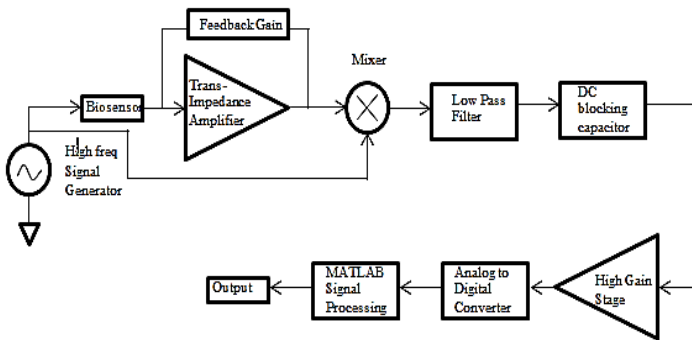 Feedback Gain
Mixer
Biosensor
Trans-
Impedance
Amplifier
Low Pass
Filter
DC
blocking
capacitor
High freq
Signal
Generator
Output
MATLAB
Signal
Processing
Analog to
Digital
Converter
High Gain
Stage